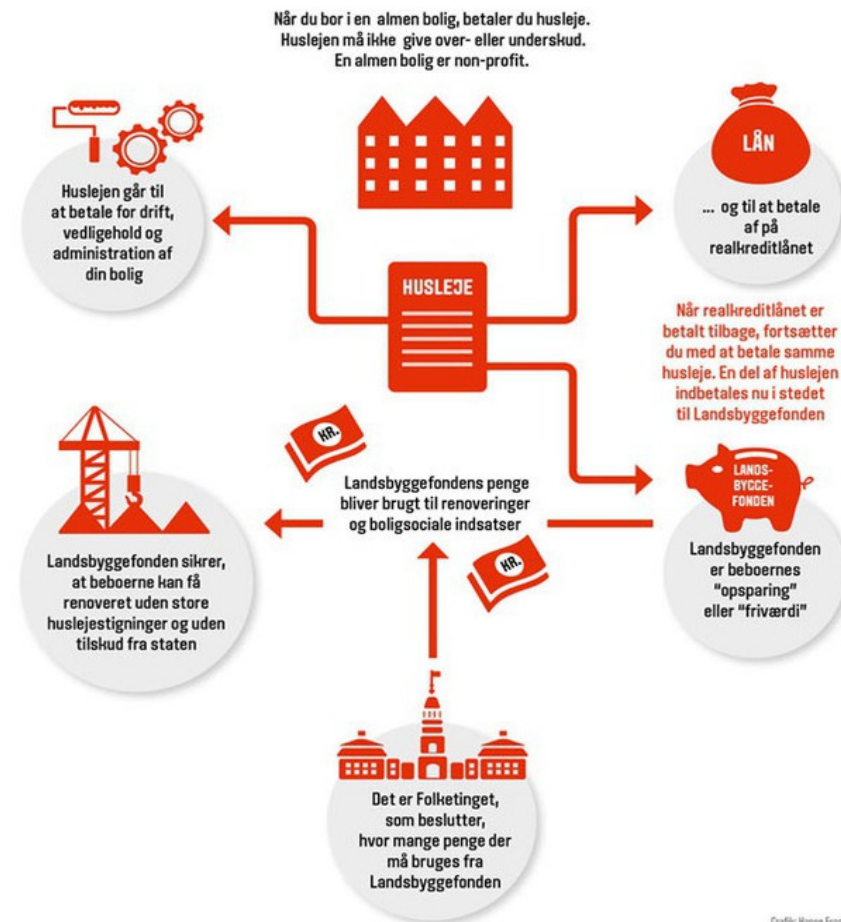 Når du bor i en almen bolig, betaler du husleje.
Huslejen må ikke give over- eller underskud.
En almen bolig er non-profit.
Huslejen går til
at betale for drift,
vedligehold og
administration af
din bolig
LÅN
... og til at betale
af på
realkreditlånet
HUSLEJE
Når realkreditlånet er
betalt tilbage, fortsætter
du med at betale samme
husleje. En del af huslejen
indbetales nu i stedet
til Landsbyggefonden
KR.
Landsbyggefondens penge
bliver brugt til renoveringer
og boligsociale indsatser
KR.
LANDS-
BYGGE-
FONDEN
Landsbyggefonden
er beboernes
"opsparing"
eller "friværdi"
Landsbyggefonden sikrer,
at beboerne kan få
renoveret uden store
huslejestigninger og uden
tilskud fra staten
Det er Folketinget,
som beslutter,
hvor mange penge der
må bruges fra
Landsbyggefonden
Grafik: Hanne